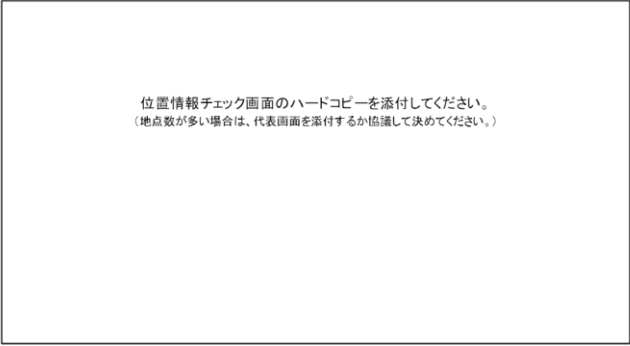 位置情報チェック画面のハードコピーを添付してください。
（地点数が多い場合は、代表画面を添付するか協議して決めてください。）